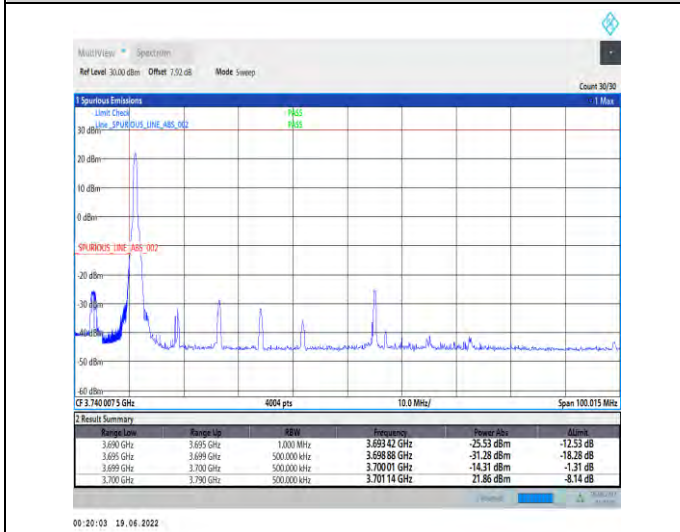 MultiView Spectrum
Ref Level 30.00 dBm Offset 7.92 dB Mode Sweep
Count 30/30
1 Spurious Emissions 1 Max
Limit Check PASS
Line _SPURIOUS_LINE_ABS_002 PASS
30 dBm
20 dBm
10 dBm
0 dBm
SPURIOUS_LINE_ABS_002
-20 dBm
-30 dBm
-40 dBm
-50 dBm
-60 dBm
CF 3.740 007 5 GHz 4004 pts 10.0 MHz/ Span 100.015 MHz
2 Result Summary
Range Low Range Up RBW Frequency Power Abs ΔLimit
3.690 GHz 3.695 GHz 1.000 MHz 3.693 42 GHz -25.53 dBm -12.53 dB
3.695 GHz 3.699 GHz 500.000 kHz 3.698 88 GHz -31.28 dBm -18.28 dB
3.699 GHz 3.700 GHz 500.000 kHz 3.700 01 GHz -14.31 dBm -1.31 dB
3.700 GHz 3.790 GHz 500.000 kHz 3.701 14 GHz 21.86 dBm -8.14 dB
00:20:03 19.06.2022